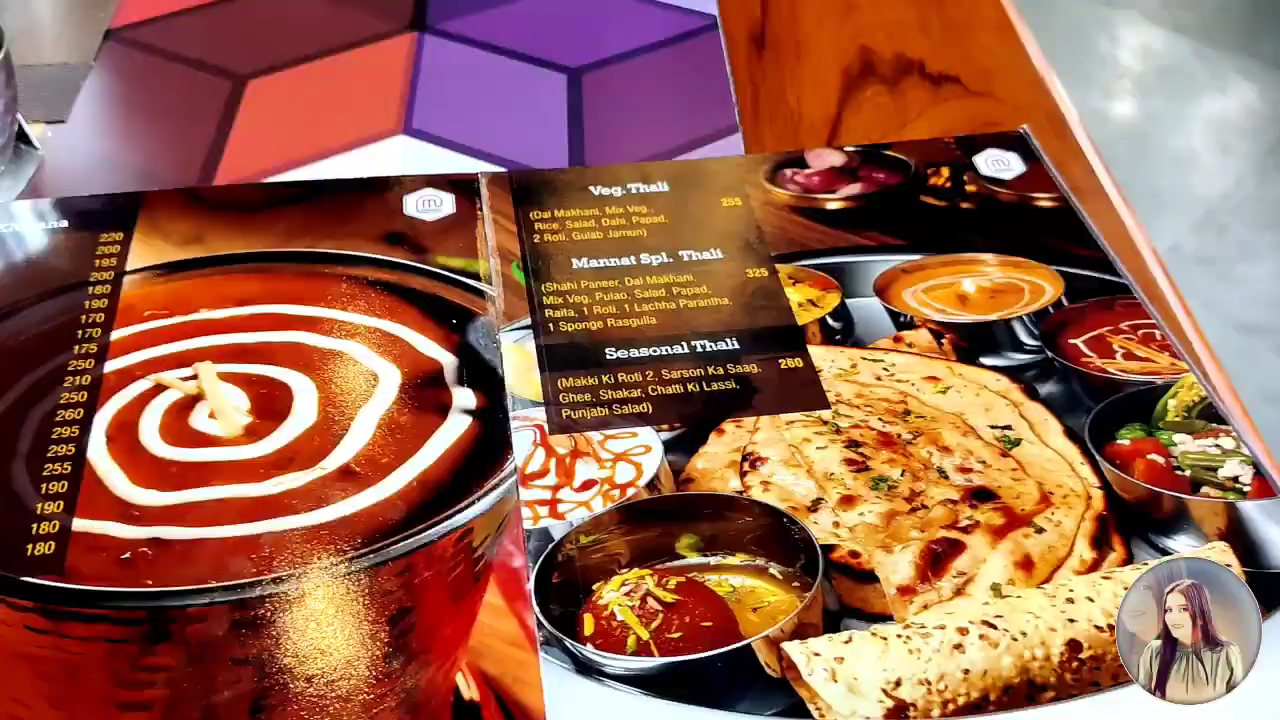 220
200
195
200
180
190
170
170
175
250
210
250
260
295
295
255
190
190
180
180
Veg. Thali
(Dal Makhani, Mix Veg., 255
Rice, Salad, Dahi, Papad,
2 Roti, Gulab Jamun)
Mannat Spl. Thali
(Shahi Paneer, Dal Makhani, 325
Mix Veg, Pulao, Salad, Papad,
Raita, 1 Roti, 1 Lachha Parantha,
1 Sponge Rasgulla
Seasonal Thali
(Makki Ki Roti 2, Sarson Ka Saag, 260
Ghee, Shakar, Chatti Ki Lassi,
Punjabi Salad)